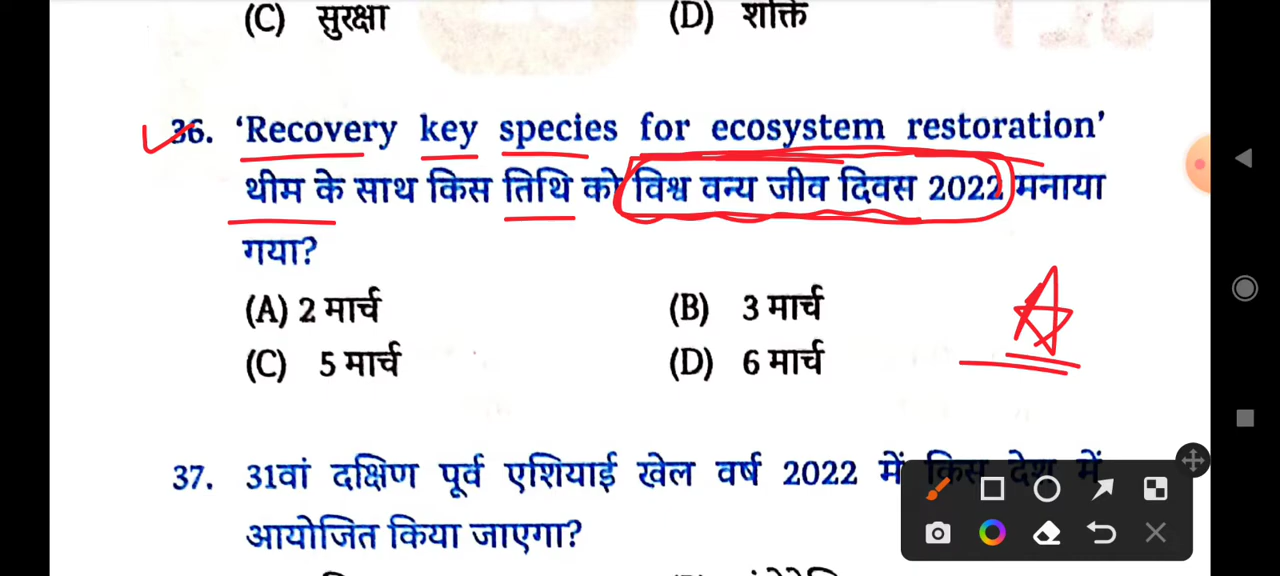 (C) सुरक्षा (D) शक्ति
36. ‘Recovery key species for ecosystem restoration’
थीम के साथ किस तिथि को विश्व वन्य जीव दिवस 2022 मनाया
गया?
(A) 2 मार्च (B) 3 मार्च
(C) 5 मार्च (D) 6 मार्च
37. 31वां दक्षिण पूर्व एशियाई खेल वर्ष 2022 में किस देश में
आयोजित किया जाएगा?